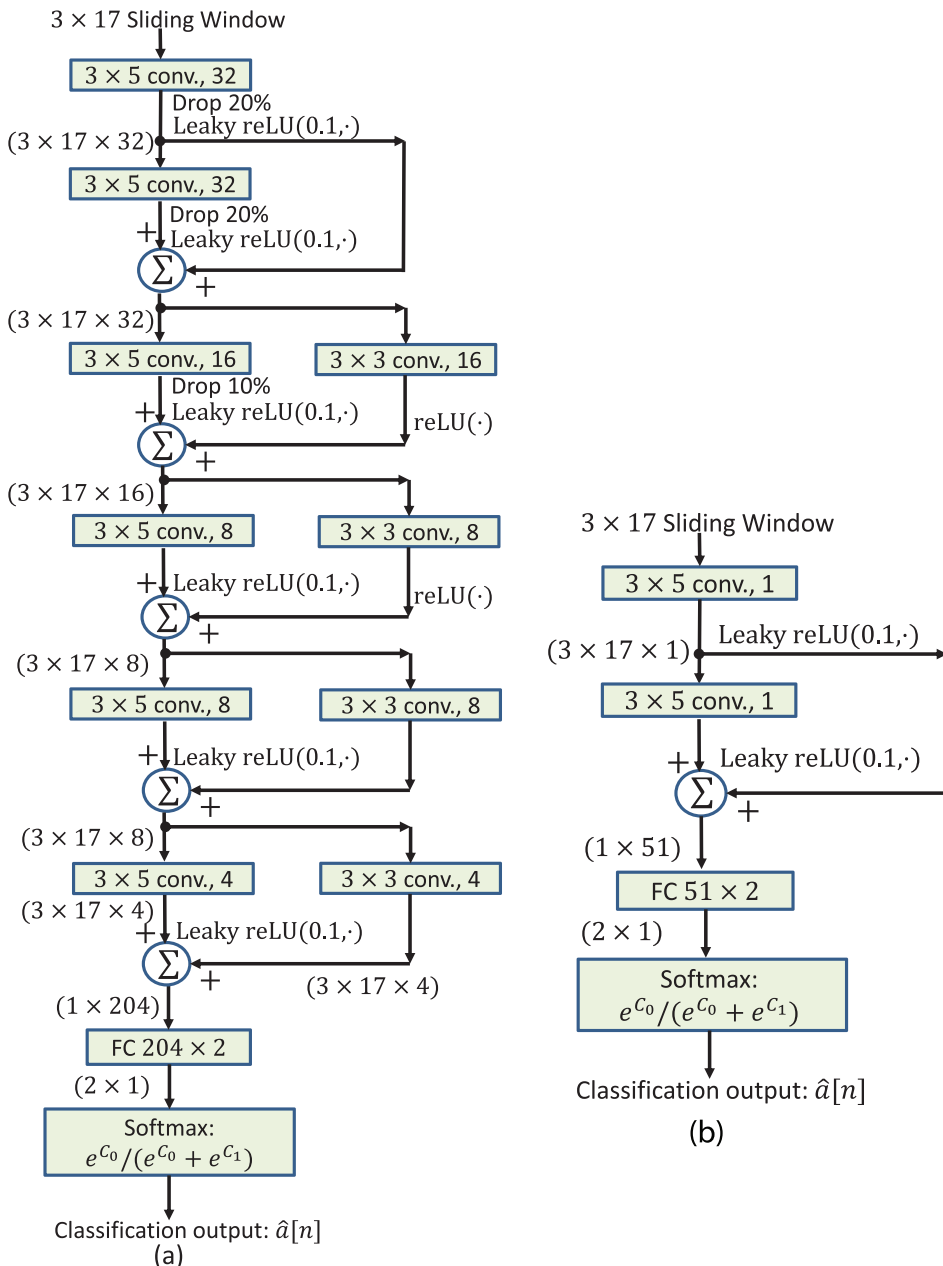 3 × 17 Sliding Window
3 × 5 conv., 32
Drop 20%
Leaky reLU(0.1,·)
(3 × 17 × 32)
3 × 5 conv., 32
Drop 20%
+
Leaky reLU(0.1,·)
Σ
+
(3 × 17 × 32)
3 × 5 conv., 16
3 × 3 conv., 16
Drop 10%
+
Leaky reLU(0.1,·)
reLU(·)
Σ
+
(3 × 17 × 16)
3 × 5 conv., 8
3 × 3 conv., 8
+
Leaky reLU(0.1,·)
reLU(·)
Σ
+
(3 × 17 × 8)
3 × 5 conv., 8
3 × 3 conv., 8
+
Leaky reLU(0.1,·)
Σ
+
(3 × 17 × 8)
3 × 5 conv., 4
3 × 3 conv., 4
(3 × 17 × 4)
+
Leaky reLU(0.1,·)
Σ
+
(3 × 17 × 4)
(1 × 204)
FC 204 × 2
(2 × 1)
Softmax:
e^{C_0}/(e^{C_0} + e^{C_1})
Classification output: â[n]
(a)
3 × 17 Sliding Window
3 × 5 conv., 1
Leaky reLU(0.1,·)
(3 × 17 × 1)
3 × 5 conv., 1
+
Leaky reLU(0.1,·)
Σ
+
(1 × 51)
FC 51 × 2
(2 × 1)
Softmax:
e^{C_0}/(e^{C_0} + e^{C_1})
Classification output: â[n]
(b)